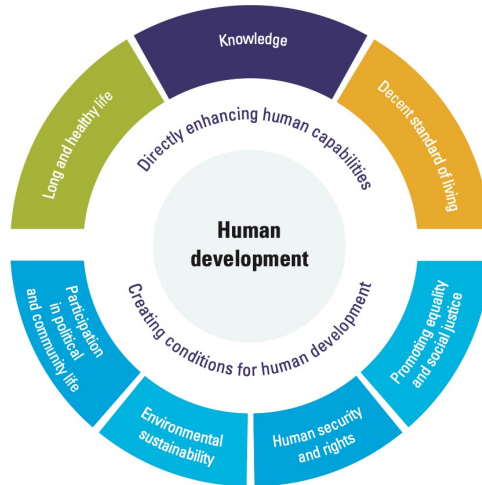 Knowledge
Long and healthy life
Decent standard of living
Directly enhancing human capabilities
Human
development
Creating conditions for human development
Participation
in political
and community life
Environmental
sustainability
Human security
and rights
Promoting equality
and social justice